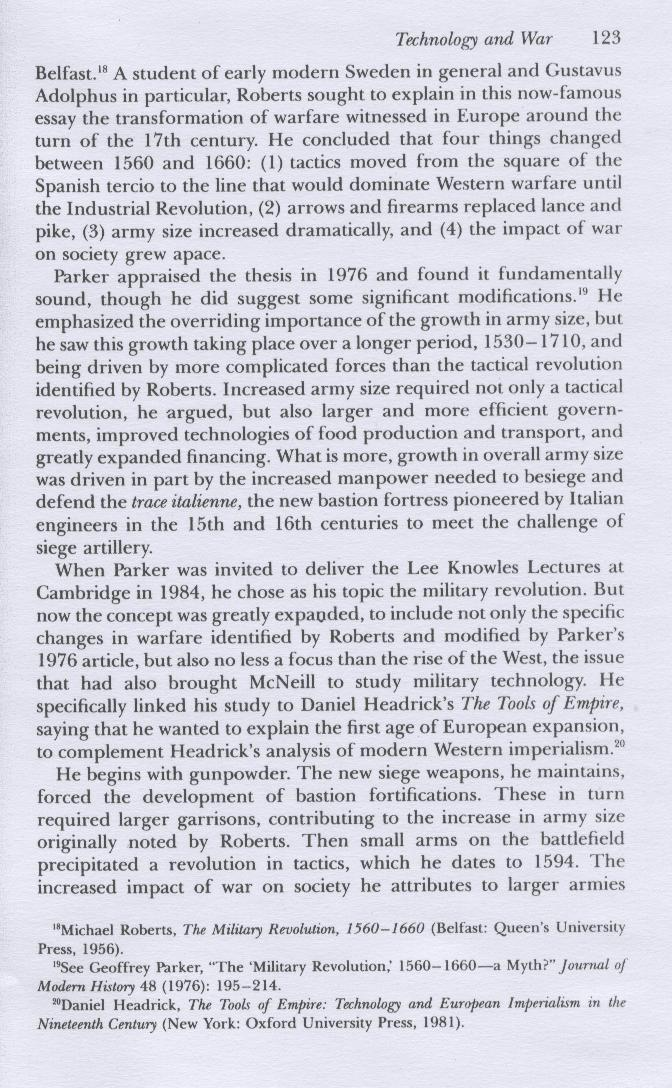 Technology and War 123
Belfast.¹⁸ A student of early modern Sweden in general and Gustavus
Adolphus in particular, Roberts sought to explain in this now-famous
essay the transformation of warfare witnessed in Europe around the
turn of the 17th century. He concluded that four things changed
between 1560 and 1660: (1) tactics moved from the square of the
Spanish tercio to the line that would dominate Western warfare until
the Industrial Revolution, (2) arrows and firearms replaced lance and
pike, (3) army size increased dramatically, and (4) the impact of war
on society grew apace.
Parker appraised the thesis in 1976 and found it fundamentally
sound, though he did suggest some significant modifications.¹⁹ He
emphasized the overriding importance of the growth in army size, but
he saw this growth taking place over a longer period, 1530–1710, and
being driven by more complicated forces than the tactical revolution
identified by Roberts. Increased army size required not only a tactical
revolution, he argued, but also larger and more efficient govern-
ments, improved technologies of food production and transport, and
greatly expanded financing. What is more, growth in overall army size
was driven in part by the increased manpower needed to besiege and
defend the trace italienne, the new bastion fortress pioneered by Italian
engineers in the 15th and 16th centuries to meet the challenge of
siege artillery.
When Parker was invited to deliver the Lee Knowles Lectures at
Cambridge in 1984, he chose as his topic the military revolution. But
now the concept was greatly expanded, to include not only the specific
changes in warfare identified by Roberts and modified by Parker's
1976 article, but also no less a focus than the rise of the West, the issue
that had also brought McNeill to study military technology. He
specifically linked his study to Daniel Headrick's The Tools of Empire,
saying that he wanted to explain the first age of European expansion,
to complement Headrick's analysis of modern Western imperialism.²⁰
He begins with gunpowder. The new siege weapons, he maintains,
forced the development of bastion fortifications. These in turn
required larger garrisons, contributing to the increase in army size
originally noted by Roberts. Then small arms on the battlefield
precipitated a revolution in tactics, which he dates to 1594. The
increased impact of war on society he attributes to larger armies
¹⁸Michael Roberts, The Military Revolution, 1560–1660 (Belfast: Queen's University
Press, 1956).
¹⁹See Geoffrey Parker, "The 'Military Revolution,' 1560–1660—a Myth?" Journal of
Modern History 48 (1976): 195–214.
²⁰Daniel Headrick, The Tools of Empire: Technology and European Imperialism in the
Nineteenth Century (New York: Oxford University Press, 1981).